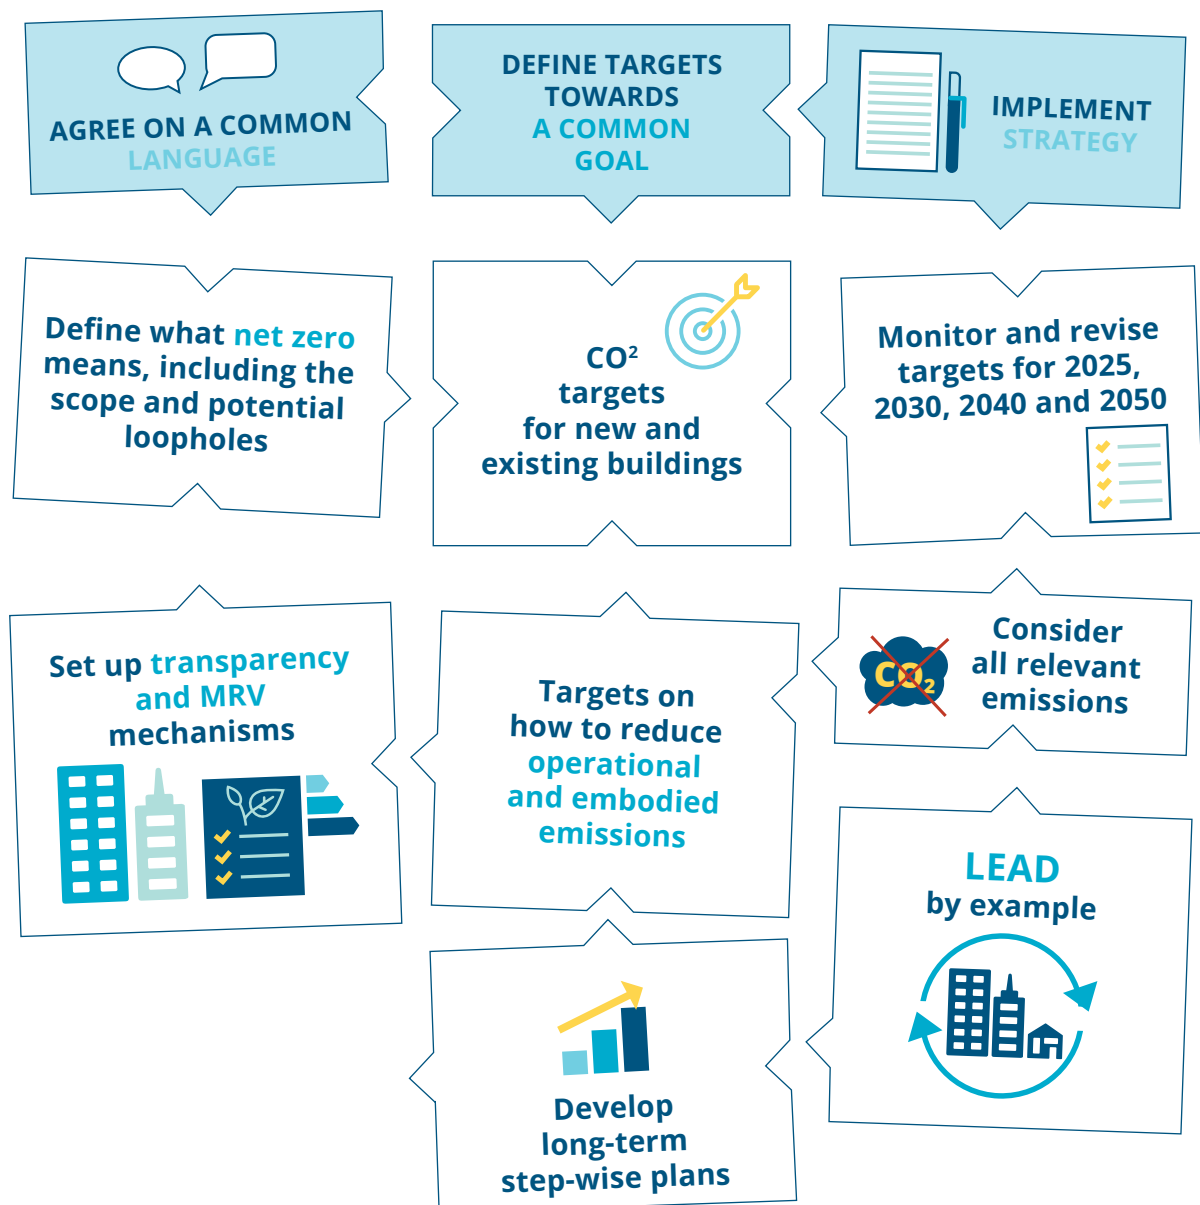 AGREE ON A COMMON
LANGUAGE
DEFINE TARGETS
TOWARDS
A COMMON
GOAL
IMPLEMENT
STRATEGY
Define what net zero
means, including the
scope and potential
loopholes
CO²
targets
for new and
existing buildings
Monitor and revise
targets for 2025,
2030, 2040 and 2050
Set up transparency
and MRV
mechanisms
Targets on
how to reduce
operational
and embodied
emissions
CO₂
Consider
all relevant
emissions
LEAD
by example
Develop
long-term
step-wise plans